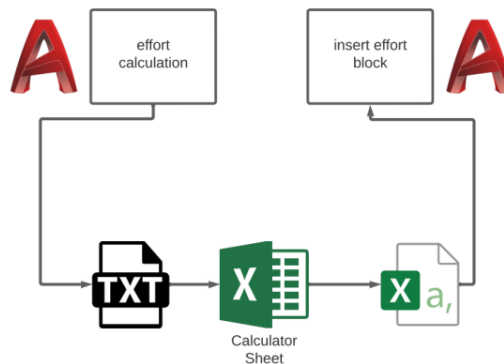 effort
calculation
insert effort
block
TXT
X
X
a,
Calculator
Sheet